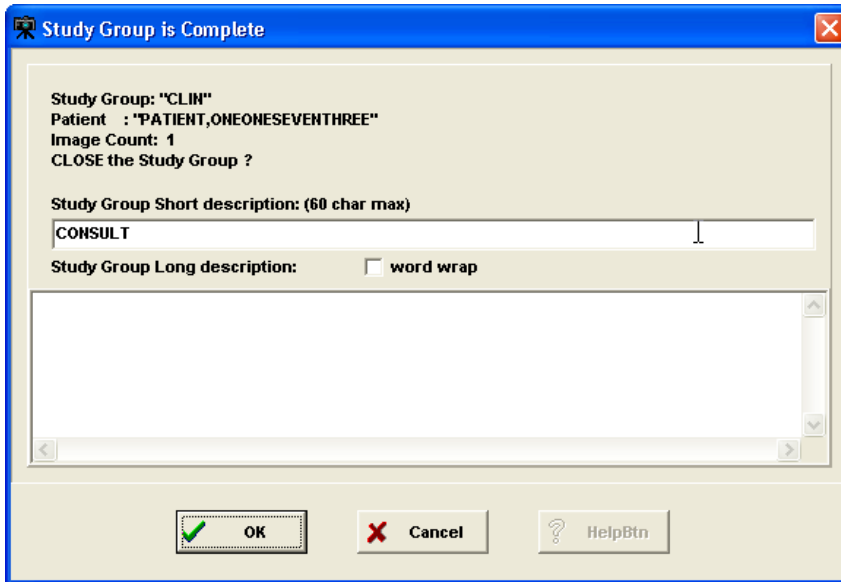 Study Group is Complete
Study Group: "CLIN"
Patient : "PATIENT,ONEONESEVENTHREE"
Image Count: 1
CLOSE the Study Group ?
Study Group Short description: (60 char max)
CONSULT
Study Group Long description: word wrap
OK Cancel HelpBtn